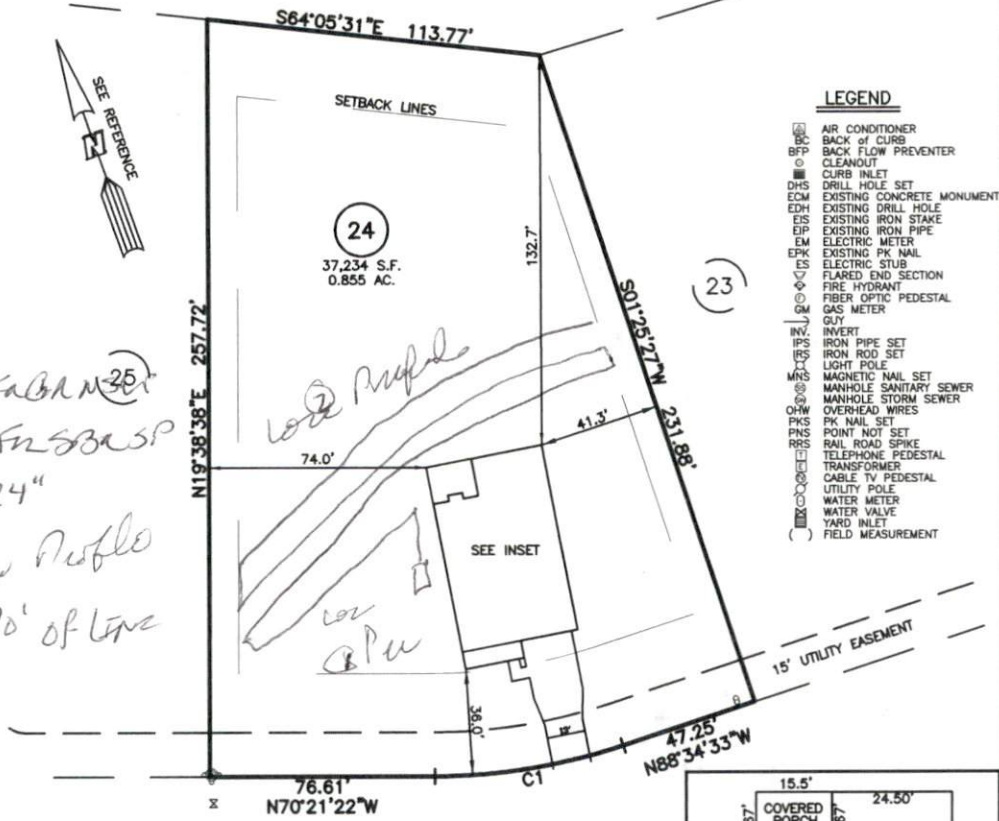 S64°05'31"E 113.77'
SEE REFERENCE
N
SETBACK LINES
24
37,234 S.F.
0.855 AC.
132.7'
S01°25'27"W 231.88'
23
25
N19°38'38"E 257.72'
74.0'
41.3'
24"
of Line
SEE INSET
36.0'
15' UTILITY EASEMENT
76.61'
N70°21'22"W
C1
47.25'
N88°34'33"W
LEGEND
AIR CONDITIONER
BC BACK of CURB
BFP BACK FLOW PREVENTER
CLEANOUT
CURB INLET
DHS DRILL HOLE SET
ECM EXISTING CONCRETE MONUMENT
EDH EXISTING DRILL HOLE
EIS EXISTING IRON STAKE
EIP EXISTING IRON PIPE
EM ELECTRIC METER
EPK EXISTING PK NAIL
ES ELECTRIC STUB
FLARED END SECTION
FIRE HYDRANT
F FIBER OPTIC PEDESTAL
GM GAS METER
GUY
INV. INVERT
IPS IRON PIPE SET
IRS IRON ROD SET
LIGHT POLE
MNS MAGNETIC NAIL SET
MANHOLE SANITARY SEWER
MANHOLE STORM SEWER
OHW OVERHEAD WIRES
PKS PK NAIL SET
PNS POINT NOT SET
RRS RAIL ROAD SPIKE
T TELEPHONE PEDESTAL
E TRANSFORMER
CABLE TV PEDESTAL
UTILITY POLE
WATER METER
WATER VALVE
YARD INLET
( ) FIELD MEASUREMENT
15.5'
24.50'
COVERED
PORCH